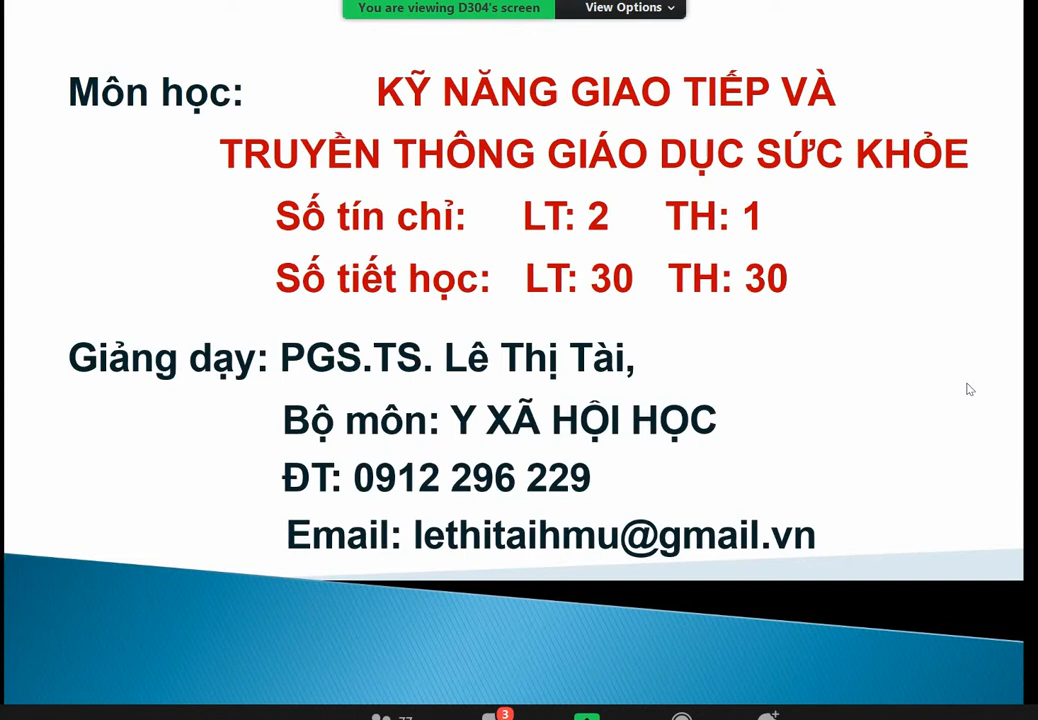 You are viewing D304's screen View Options
Môn học: KỸ NĂNG GIAO TIẾP VÀ
TRUYỀN THÔNG GIÁO DỤC SỨC KHỎE
Số tín chỉ: LT: 2 TH: 1
Số tiết học: LT: 30 TH: 30
Giảng dạy: PGS.TS. Lê Thị Tài,
Bộ môn: Y XÃ HỘI HỌC
ĐT: 0912 296 229
Email: lethitaihmu@gmail.vn
3